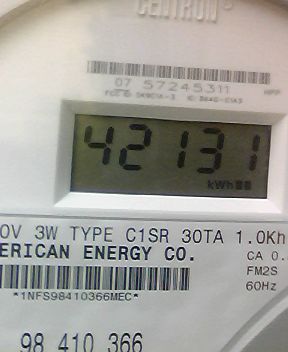 CENTRON®
07 57245311
42131
kWh
0V 3W TYPE C1SR 30TA 1.0Kh
ERICAN ENERGY CO.
CA 0.
FM2S
*1NFS98410366MEC*
60Hz
98 410 366